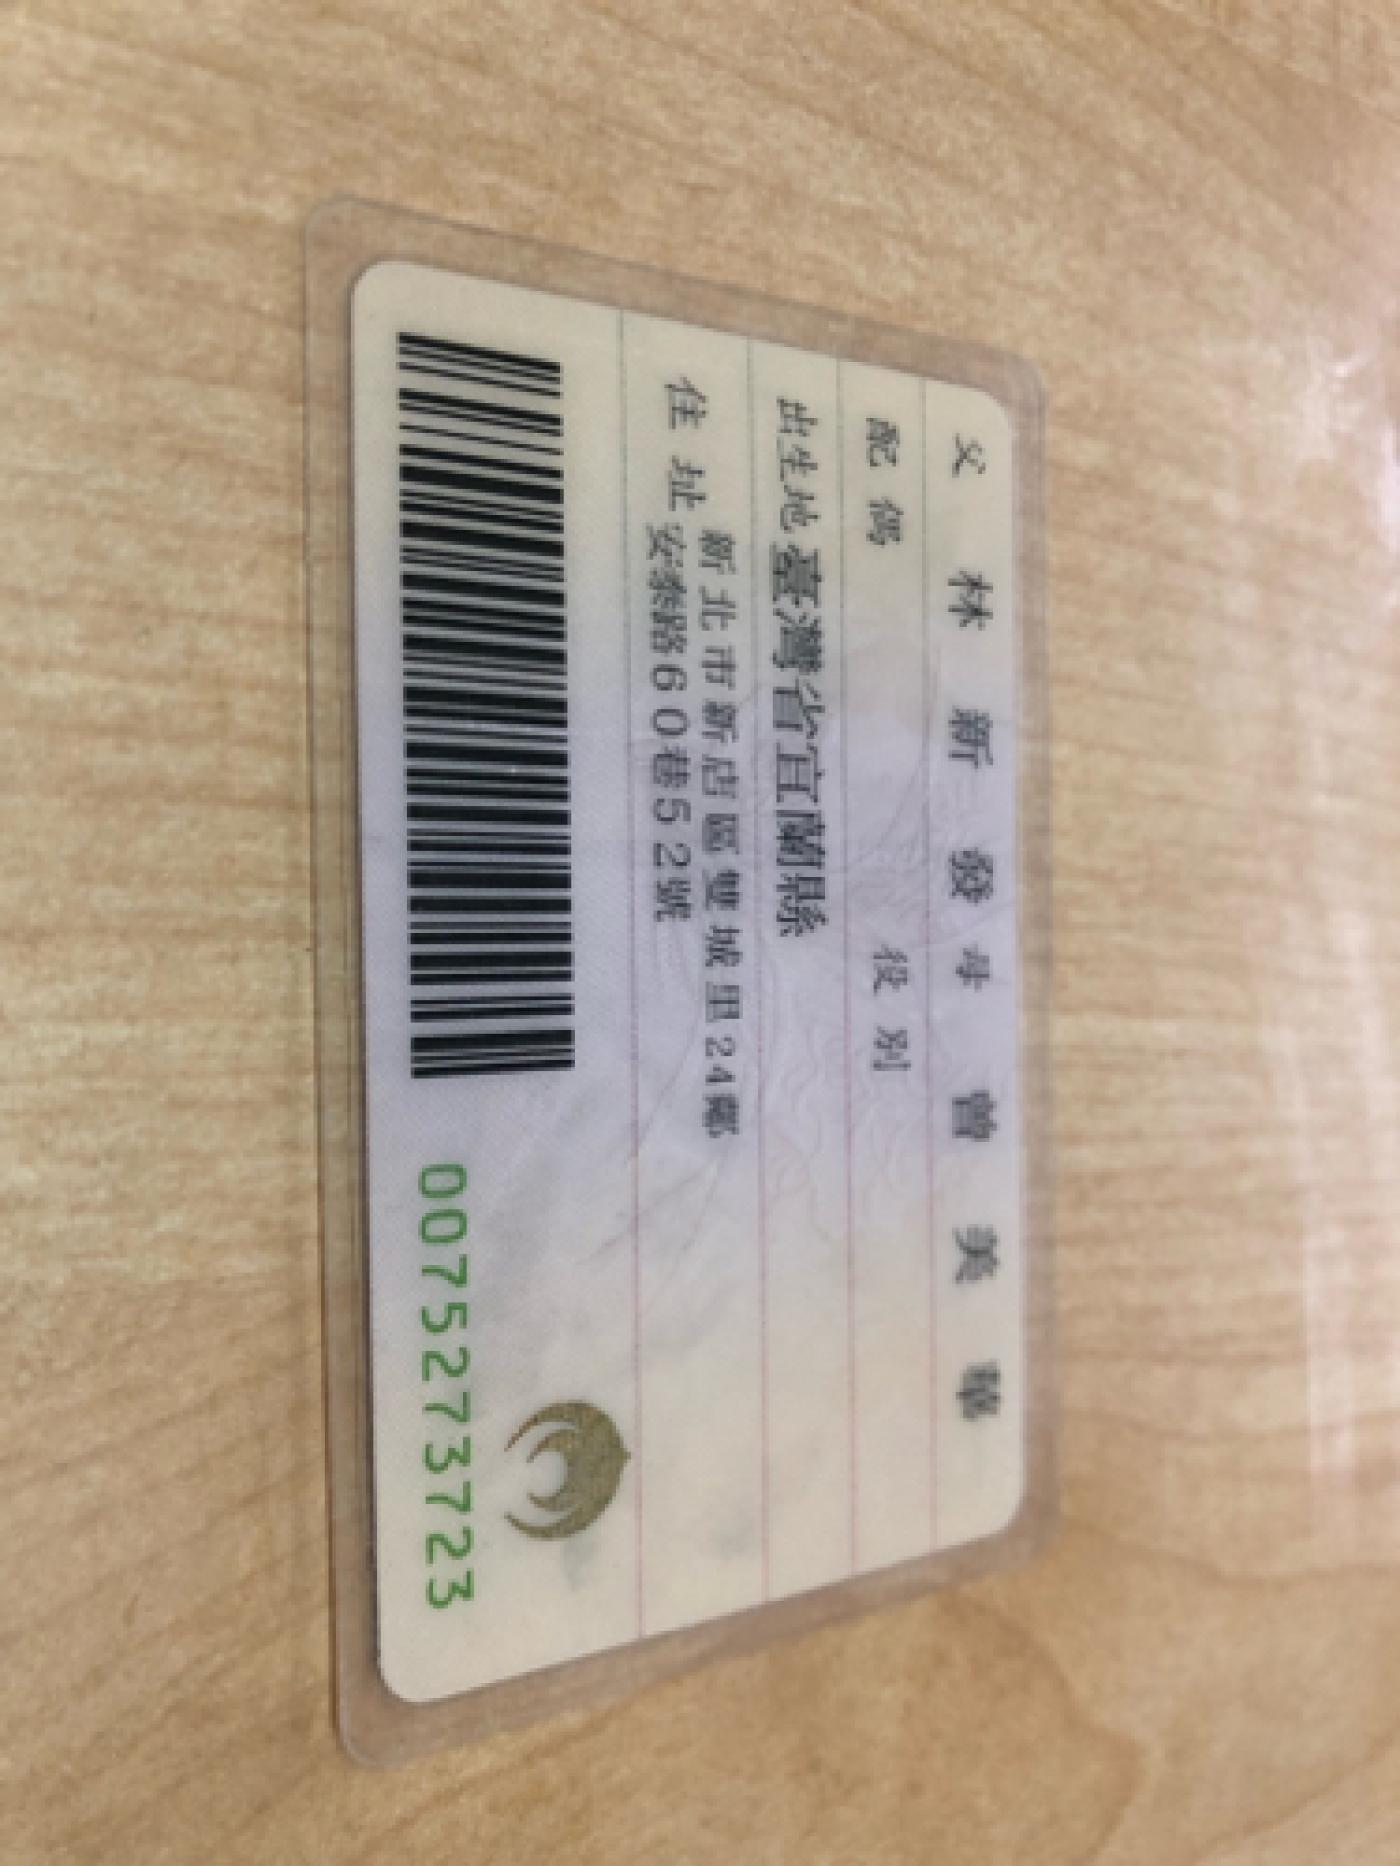 父 林新發 母 曾美
配偶 役別
出生地 臺灣省宜蘭縣
住址 新北市新店區雙城里24鄰
安泰路60巷52號
0075273723